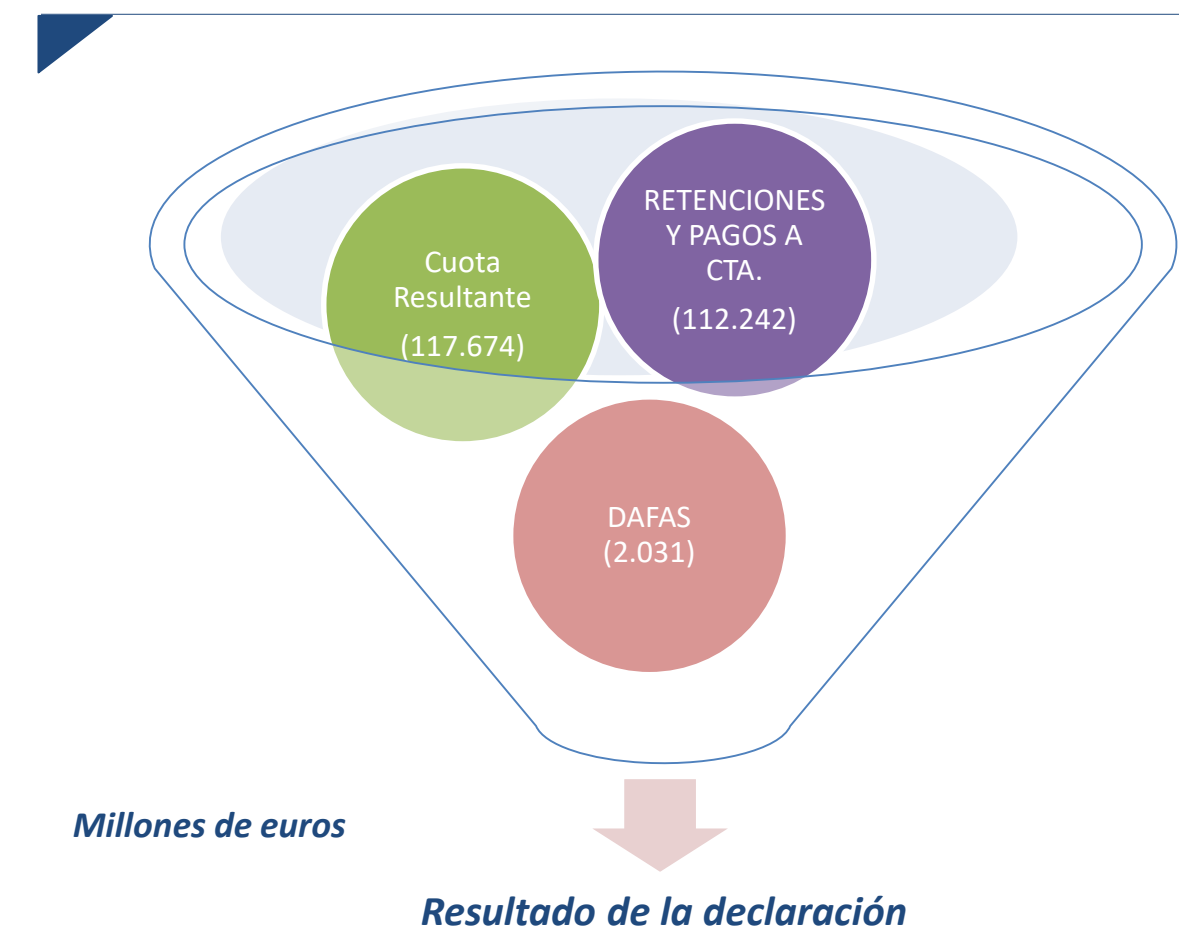 Cuota
Resultante
(117.674)
RETENCIONES
Y PAGOS A
CTA.
(112.242)
DAFAS
(2.031)
Millones de euros
Resultado de la declaración